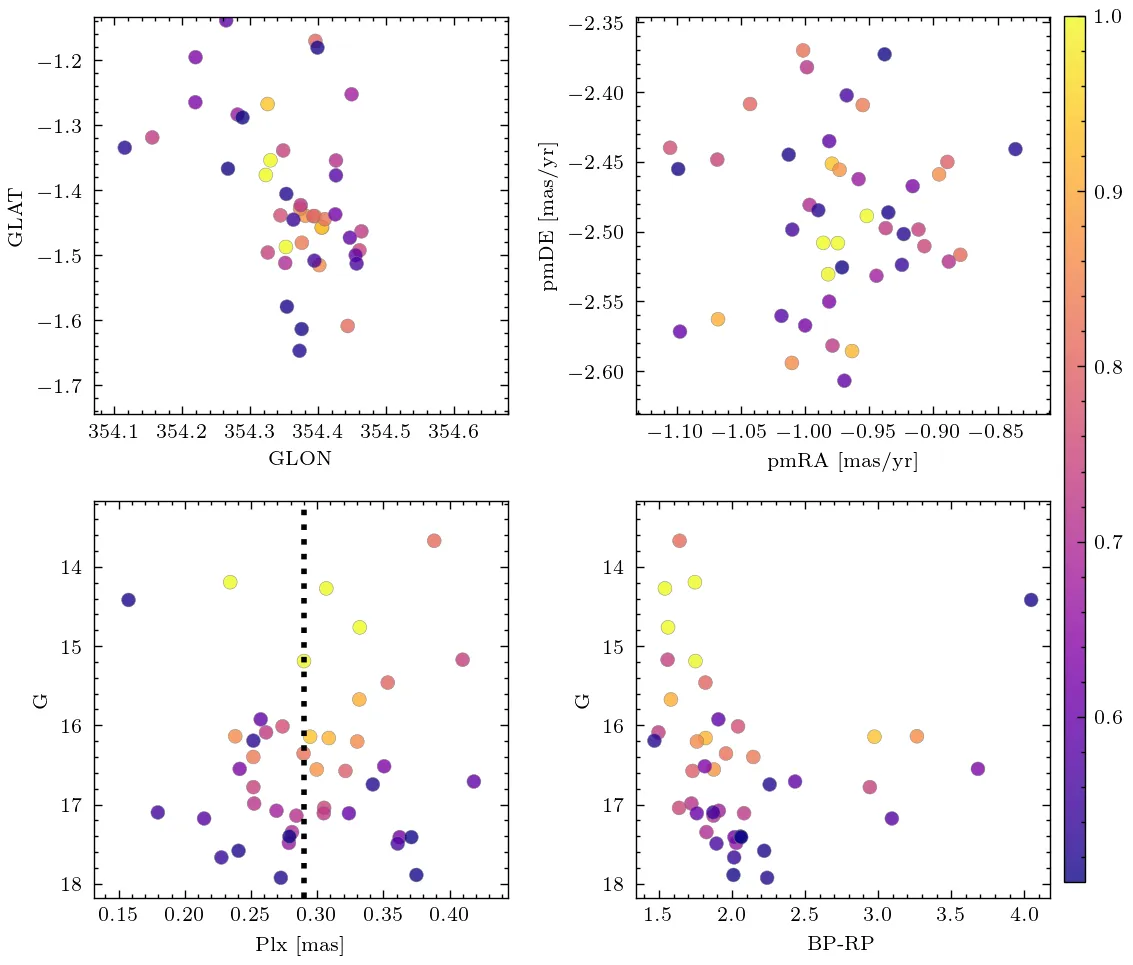 −1.2
−1.3
−1.4
−1.5
−1.6
−1.7
GLAT
354.1 354.2 354.3 354.4 354.5 354.6
GLON
−2.35
−2.40
−2.45
−2.50
−2.55
−2.60
pmDE [mas/yr]
−1.10 −1.05 −1.00 −0.95 −0.90 −0.85
pmRA [mas/yr]
1.0
0.9
0.8
0.7
0.6
14
15
16
17
18
G
0.15 0.20 0.25 0.30 0.35 0.40
Plx [mas]
14
15
16
17
18
G
1.5 2.0 2.5 3.0 3.5 4.0
BP-RP